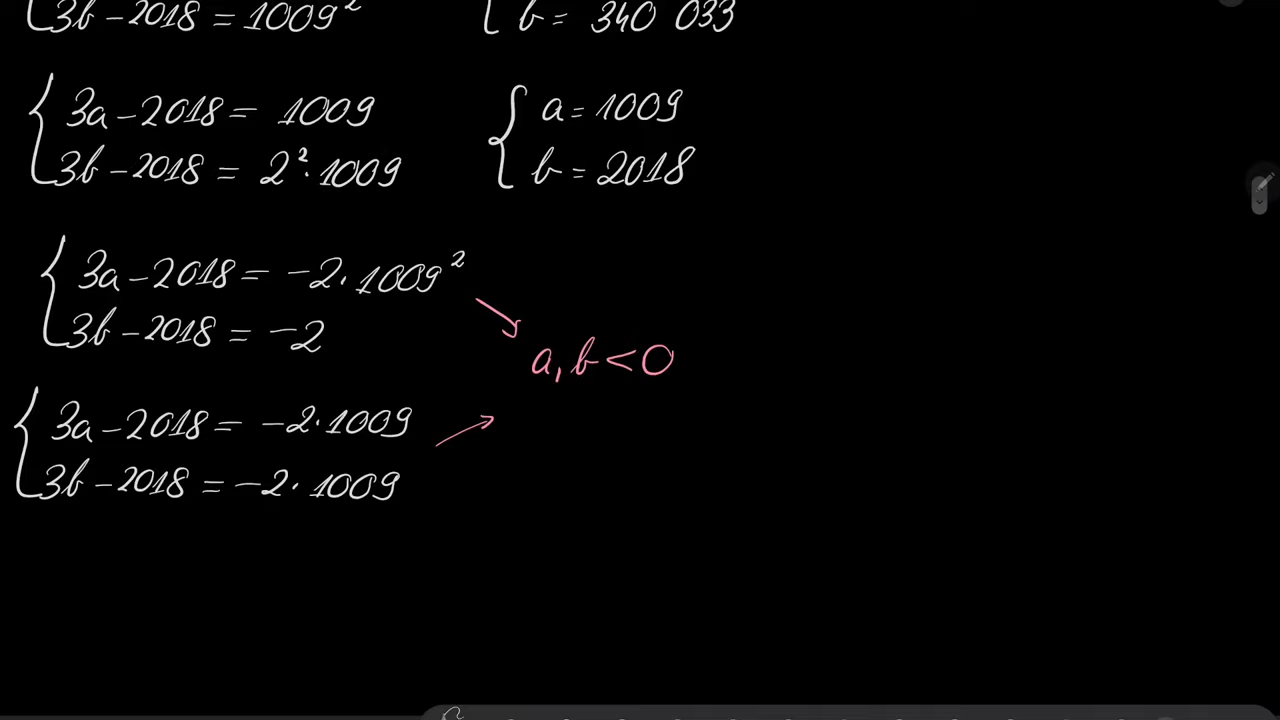 3b - 2018 = 1009²
b = 340 033
3a - 2018 = 1009
a = 1009
3b - 2018 = 2² · 1009
b = 2018
3a - 2018 = -2 · 1009²
3b - 2018 = -2
a, b < 0
3a - 2018 = -2 · 1009
3b - 2018 = -2 · 1009